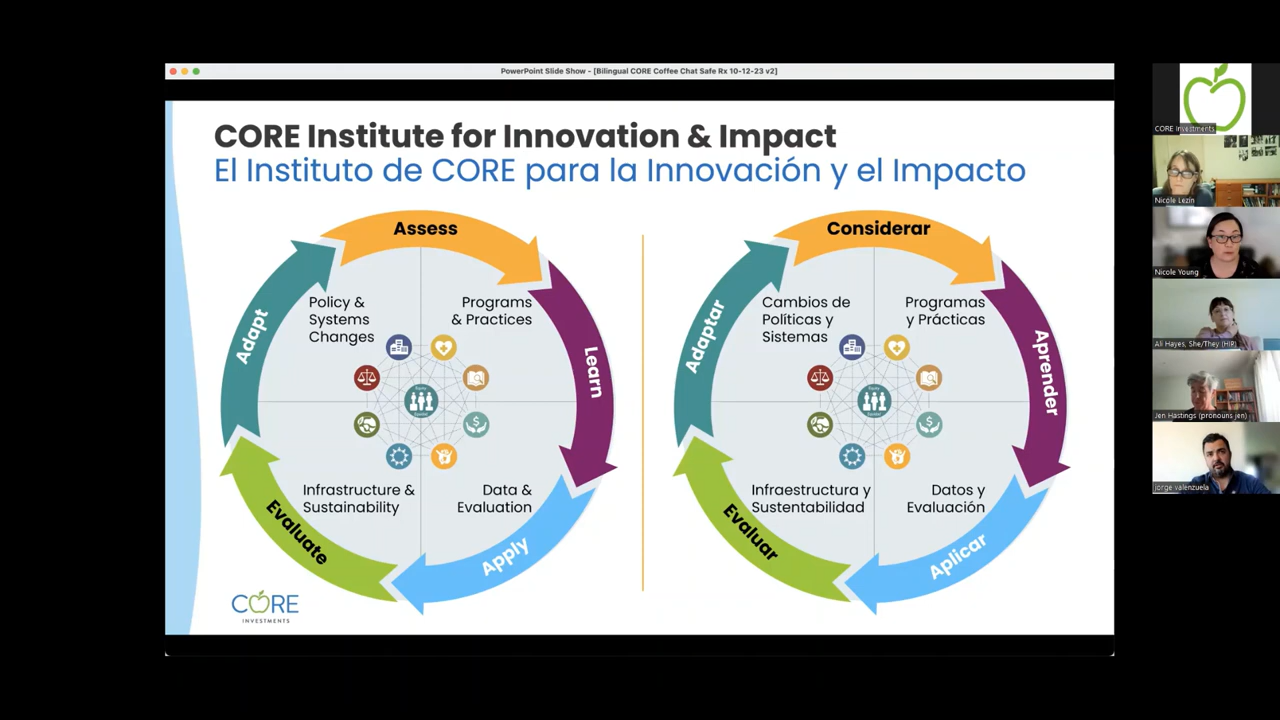 PowerPoint Slide Show - [Bilingual CORE Coffee Chat Safe Rx 10-12-23 v2]
CORE Institute for Innovation & Impact
El Instituto de CORE para la Innovación y el Impacto
Assess
Adapt
Policy &
Systems
Changes
Programs
& Practices
Learn
Infrastructure &
Sustainability
Data &
Evaluation
Evaluate
Apply
Considerar
Adaptar
Cambios de
Políticas y
Sistemas
Programas
y Prácticas
Aprender
Infraestructura y
Sustentabilidad
Datos y
Evaluación
Evaluar
Aplicar
CORE
INVESTMENTS
CORE Investments
Nicole Lezin
Nicole Young
Ali Hayes, She/They (HIP)
Jen Hastings (pronouns jen)
jorge valenzuela